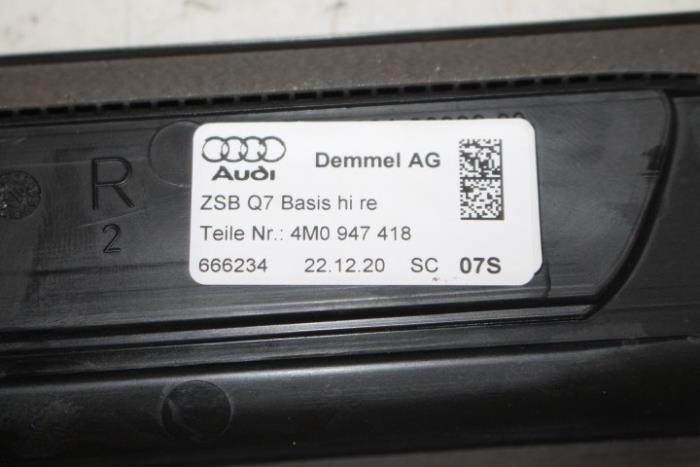 R
2
Audi
Demmel AG
ZSB Q7 Basis hi re
Teile Nr.: 4M0 947 418
666234 22.12.20 SC 07S